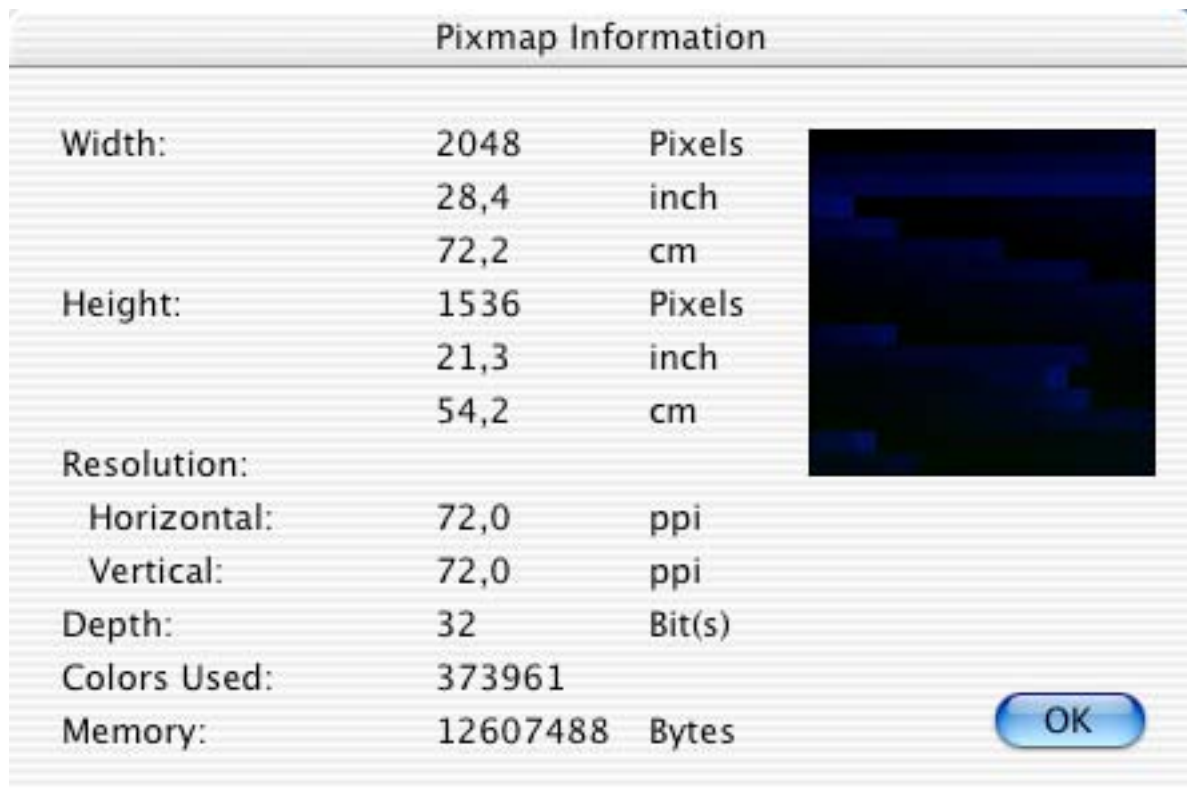 Pixmap Information
Width: 2048 Pixels
28,4 inch
72,2 cm
Height: 1536 Pixels
21,3 inch
54,2 cm
Resolution:
Horizontal: 72,0 ppi
Vertical: 72,0 ppi
Depth: 32 Bit(s)
Colors Used: 373961
Memory: 12607488 Bytes
OK